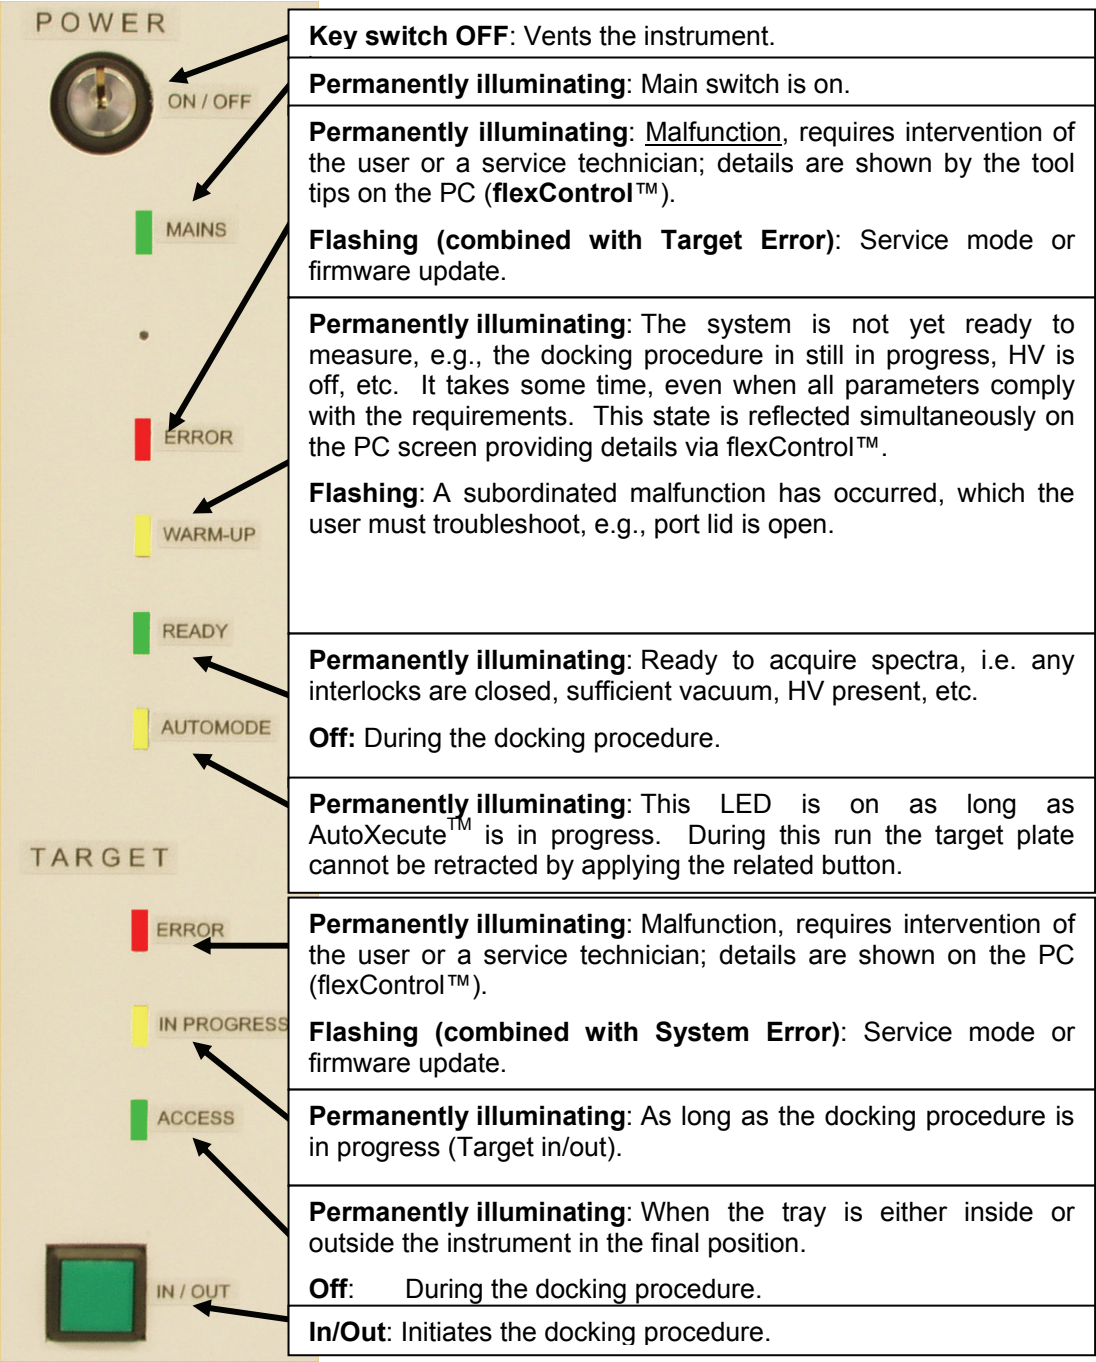 POWER
ON / OFF
MAINS
ERROR
WARM-UP
READY
AUTOMODE
TARGET
ERROR
IN PROGRESS
ACCESS
IN / OUT
Key switch OFF: Vents the instrument.
Permanently illuminating: Main switch is on.
Permanently illuminating: Malfunction, requires intervention of
the user or a service technician; details are shown by the tool
tips on the PC (flexControl™).
Flashing (combined with Target Error): Service mode or
firmware update.
Permanently illuminating: The system is not yet ready to
measure, e.g., the docking procedure in still in progress, HV is
off, etc. It takes some time, even when all parameters comply
with the requirements. This state is reflected simultaneously on
the PC screen providing details via flexControl™.
Flashing: A subordinated malfunction has occurred, which the
user must troubleshoot, e.g., port lid is open.
Permanently illuminating: Ready to acquire spectra, i.e. any
interlocks are closed, sufficient vacuum, HV present, etc.
Off: During the docking procedure.
Permanently illuminating: This LED is on as long as
AutoXecute™ is in progress. During this run the target plate
cannot be retracted by applying the related button.
Permanently illuminating: Malfunction, requires intervention of
the user or a service technician; details are shown on the PC
(flexControl™).
Flashing (combined with System Error): Service mode or
firmware update.
Permanently illuminating: As long as the docking procedure is
in progress (Target in/out).
Permanently illuminating: When the tray is either inside or
outside the instrument in the final position.
Off: During the docking procedure.
In/Out: Initiates the docking procedure.